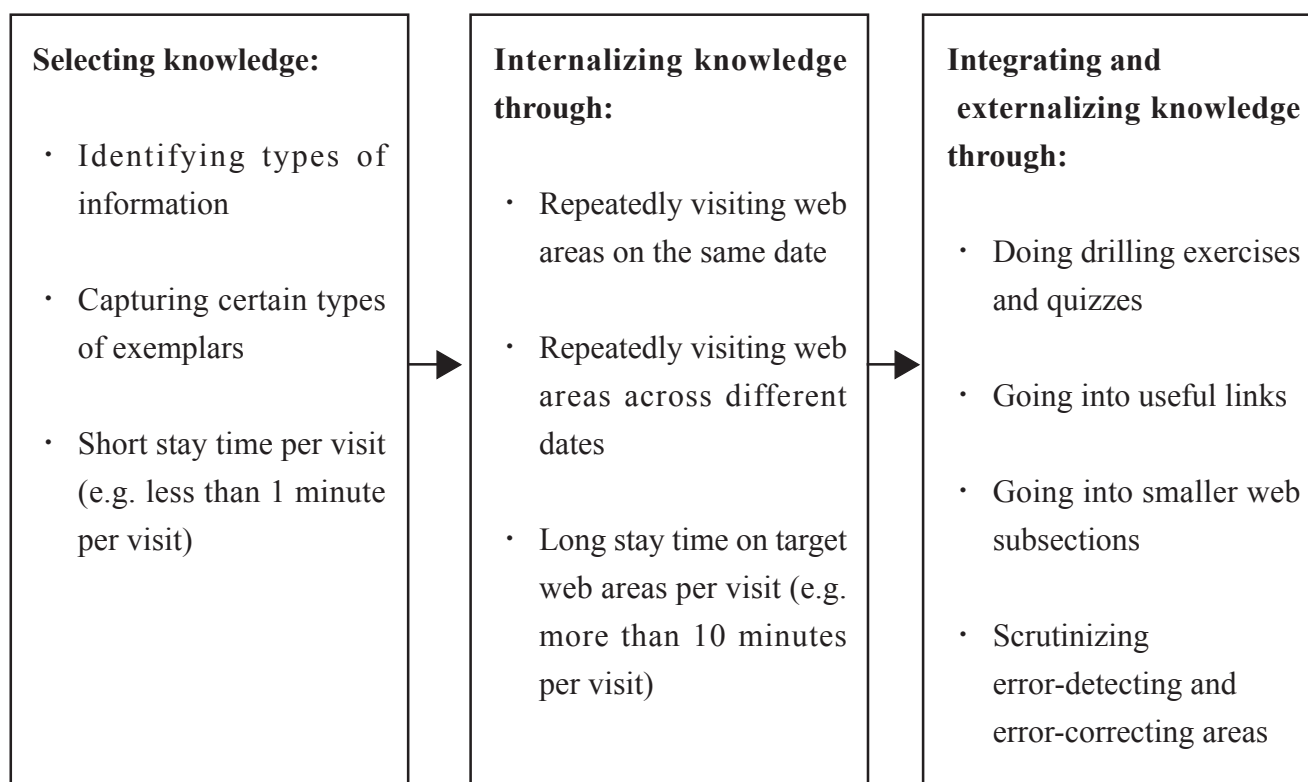 Selecting knowledge:
· Identifying types of
information
· Capturing certain types
of exemplars
· Short stay time per visit
(e.g. less than 1 minute
per visit)
Internalizing knowledge
through:
· Repeatedly visiting web
areas on the same date
· Repeatedly visiting web
areas across different
dates
· Long stay time on target
web areas per visit (e.g.
more than 10 minutes
per visit)
Integrating and
externalizing knowledge
through:
· Doing drilling exercises
and quizzes
· Going into useful links
· Going into smaller web
subsections
· Scrutinizing
error-detecting and
error-correcting areas